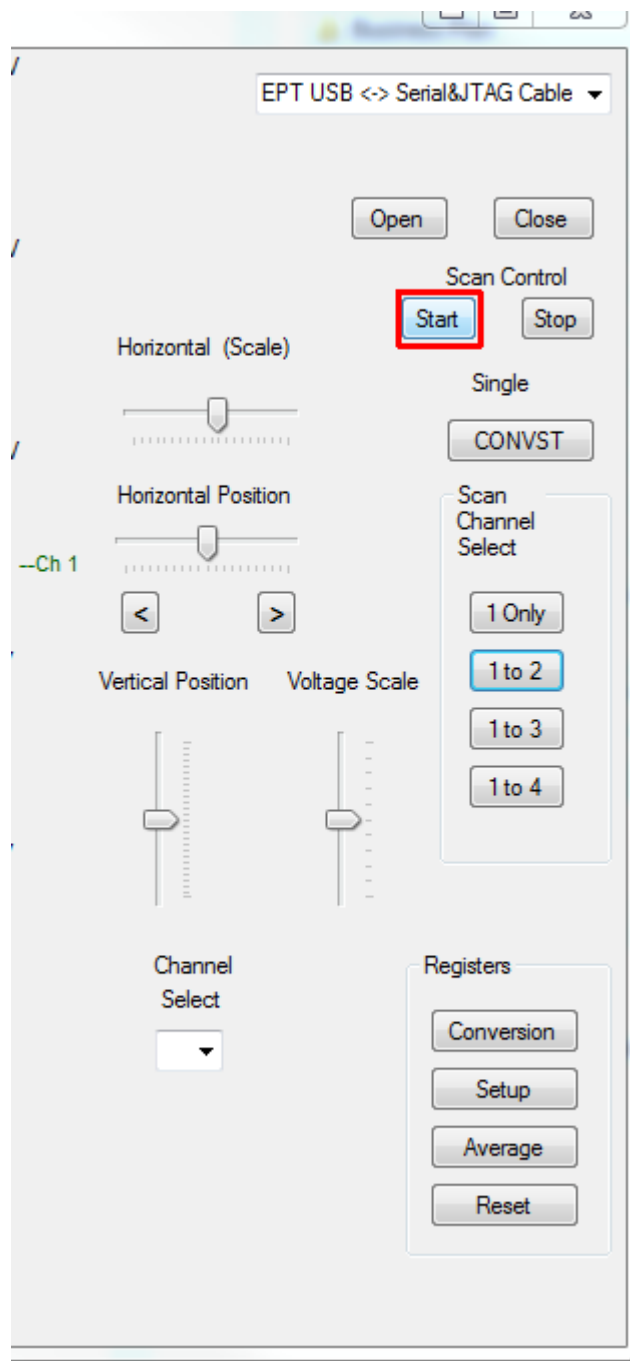 EPT USB <-> Serial&JTAG Cable
Open
Close
Scan Control
Start
Stop
Horizontal (Scale)
Single
CONVST
Horizontal Position
Scan
Channel
Select
--Ch 1
<
>
1 Only
1 to 2
Vertical Position
Voltage Scale
1 to 3
1 to 4
Channel
Select
Registers
Conversion
Setup
Average
Reset